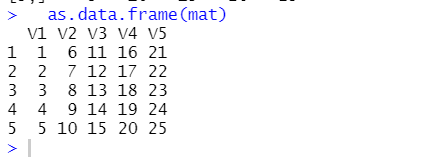 >   as.data.frame(mat)
  V1 V2 V3 V4 V5
1  1  6 11 16 21
2  2  7 12 17 22
3  3  8 13 18 23
4  4  9 14 19 24
5  5 10 15 20 25
>